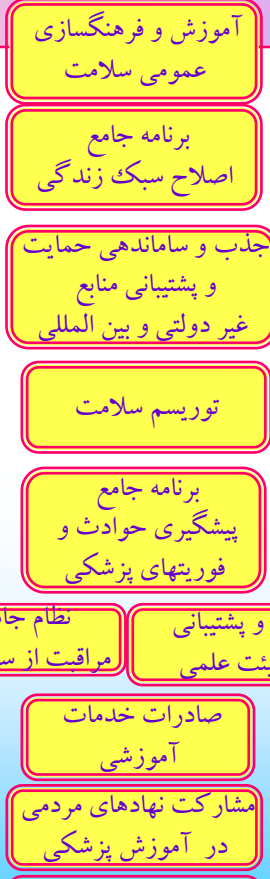 آموزش و فرهنگسازی
عمومی سلامت
برنامه جامع
اصلاح سبک زندگی
جذب و ساماندهی حمایت
و پشتیبانی منابع
غیر دولتی و بین المللی
توریسم سلامت
برنامه جامع
پیشگیری حوادث و
فوریتهای پزشکی
و پشتیبانی
علمی
نظام
مراقبت از
صادرات خدمات
آموزشی
مشارکت نهادهای مردمی
در آموزش پزشکی